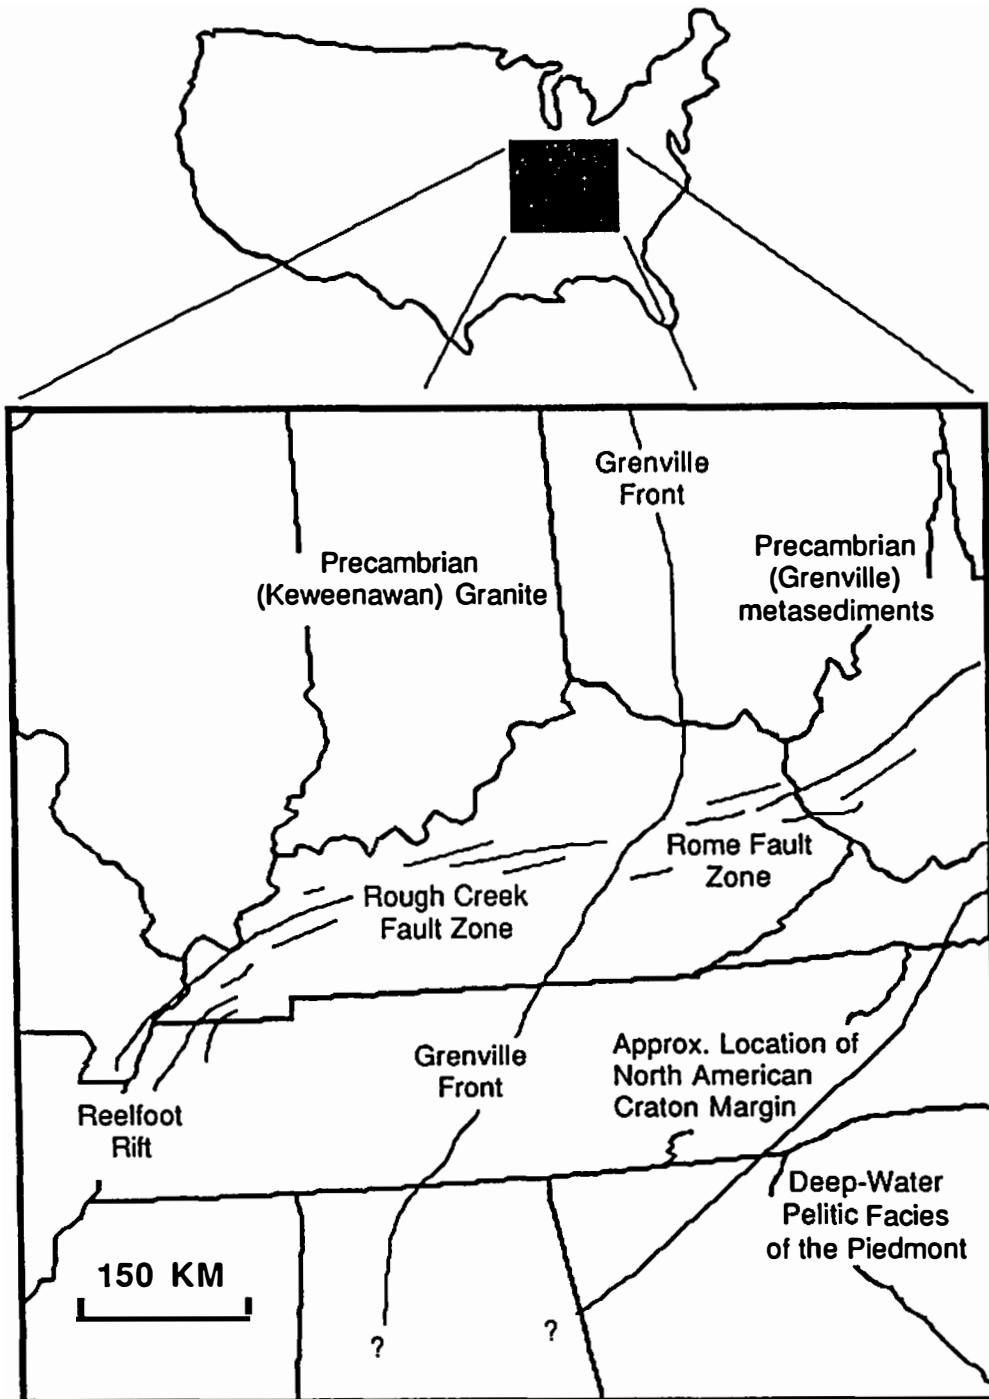 Grenville
Front
Precambrian
(Keweenawan) Granite
Precambrian
(Grenville)
metasediments
Rome Fault
Zone
Rough Creek
Fault Zone
Grenville
Front
Approx. Location of
North American
Craton Margin
Reelfoot
Rift
Deep-Water
Pelitic Facies
of the Piedmont
150 KM
?
?